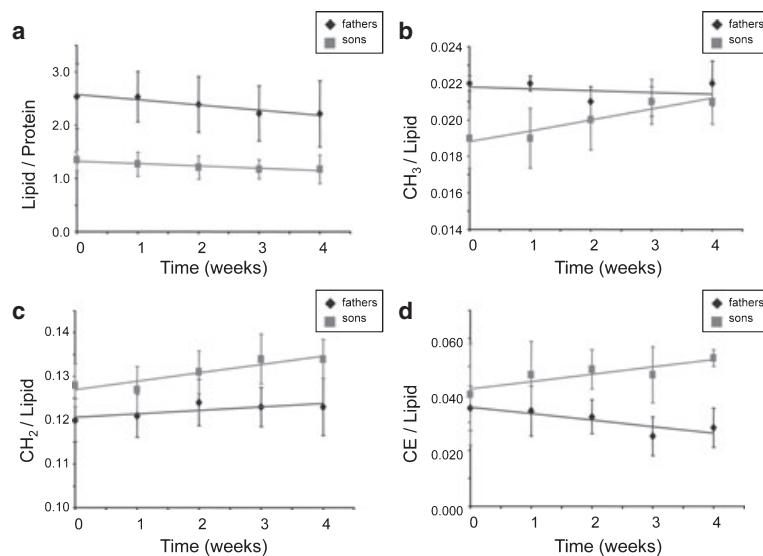 a
fathers
sons
3.0
2.0
1.0
0.0
Lipid / Protein
0 1 2 3 4
Time (weeks)
b
fathers
sons
0.024
0.022
0.020
0.018
0.016
0.014
CH₃ / Lipid
0 1 2 3 4
Time (weeks)
c
fathers
sons
0.14
0.13
0.12
0.12
0.11
0.10
CH₂ / Lipid
0 1 2 3 4
Time (weeks)
d
fathers
sons
0.060
0.040
0.020
0.000
CE / Lipid
0 1 2 3 4
Time (weeks)